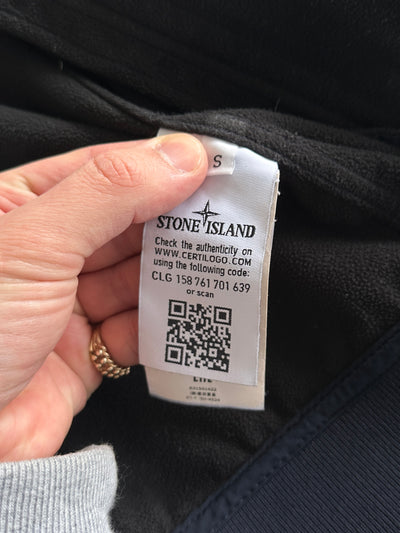 S
STONE ISLAND
Check the authenticity on
WWW.CERTILOGO.COM
using the following code:
CLG 158 761 701 639
or scan